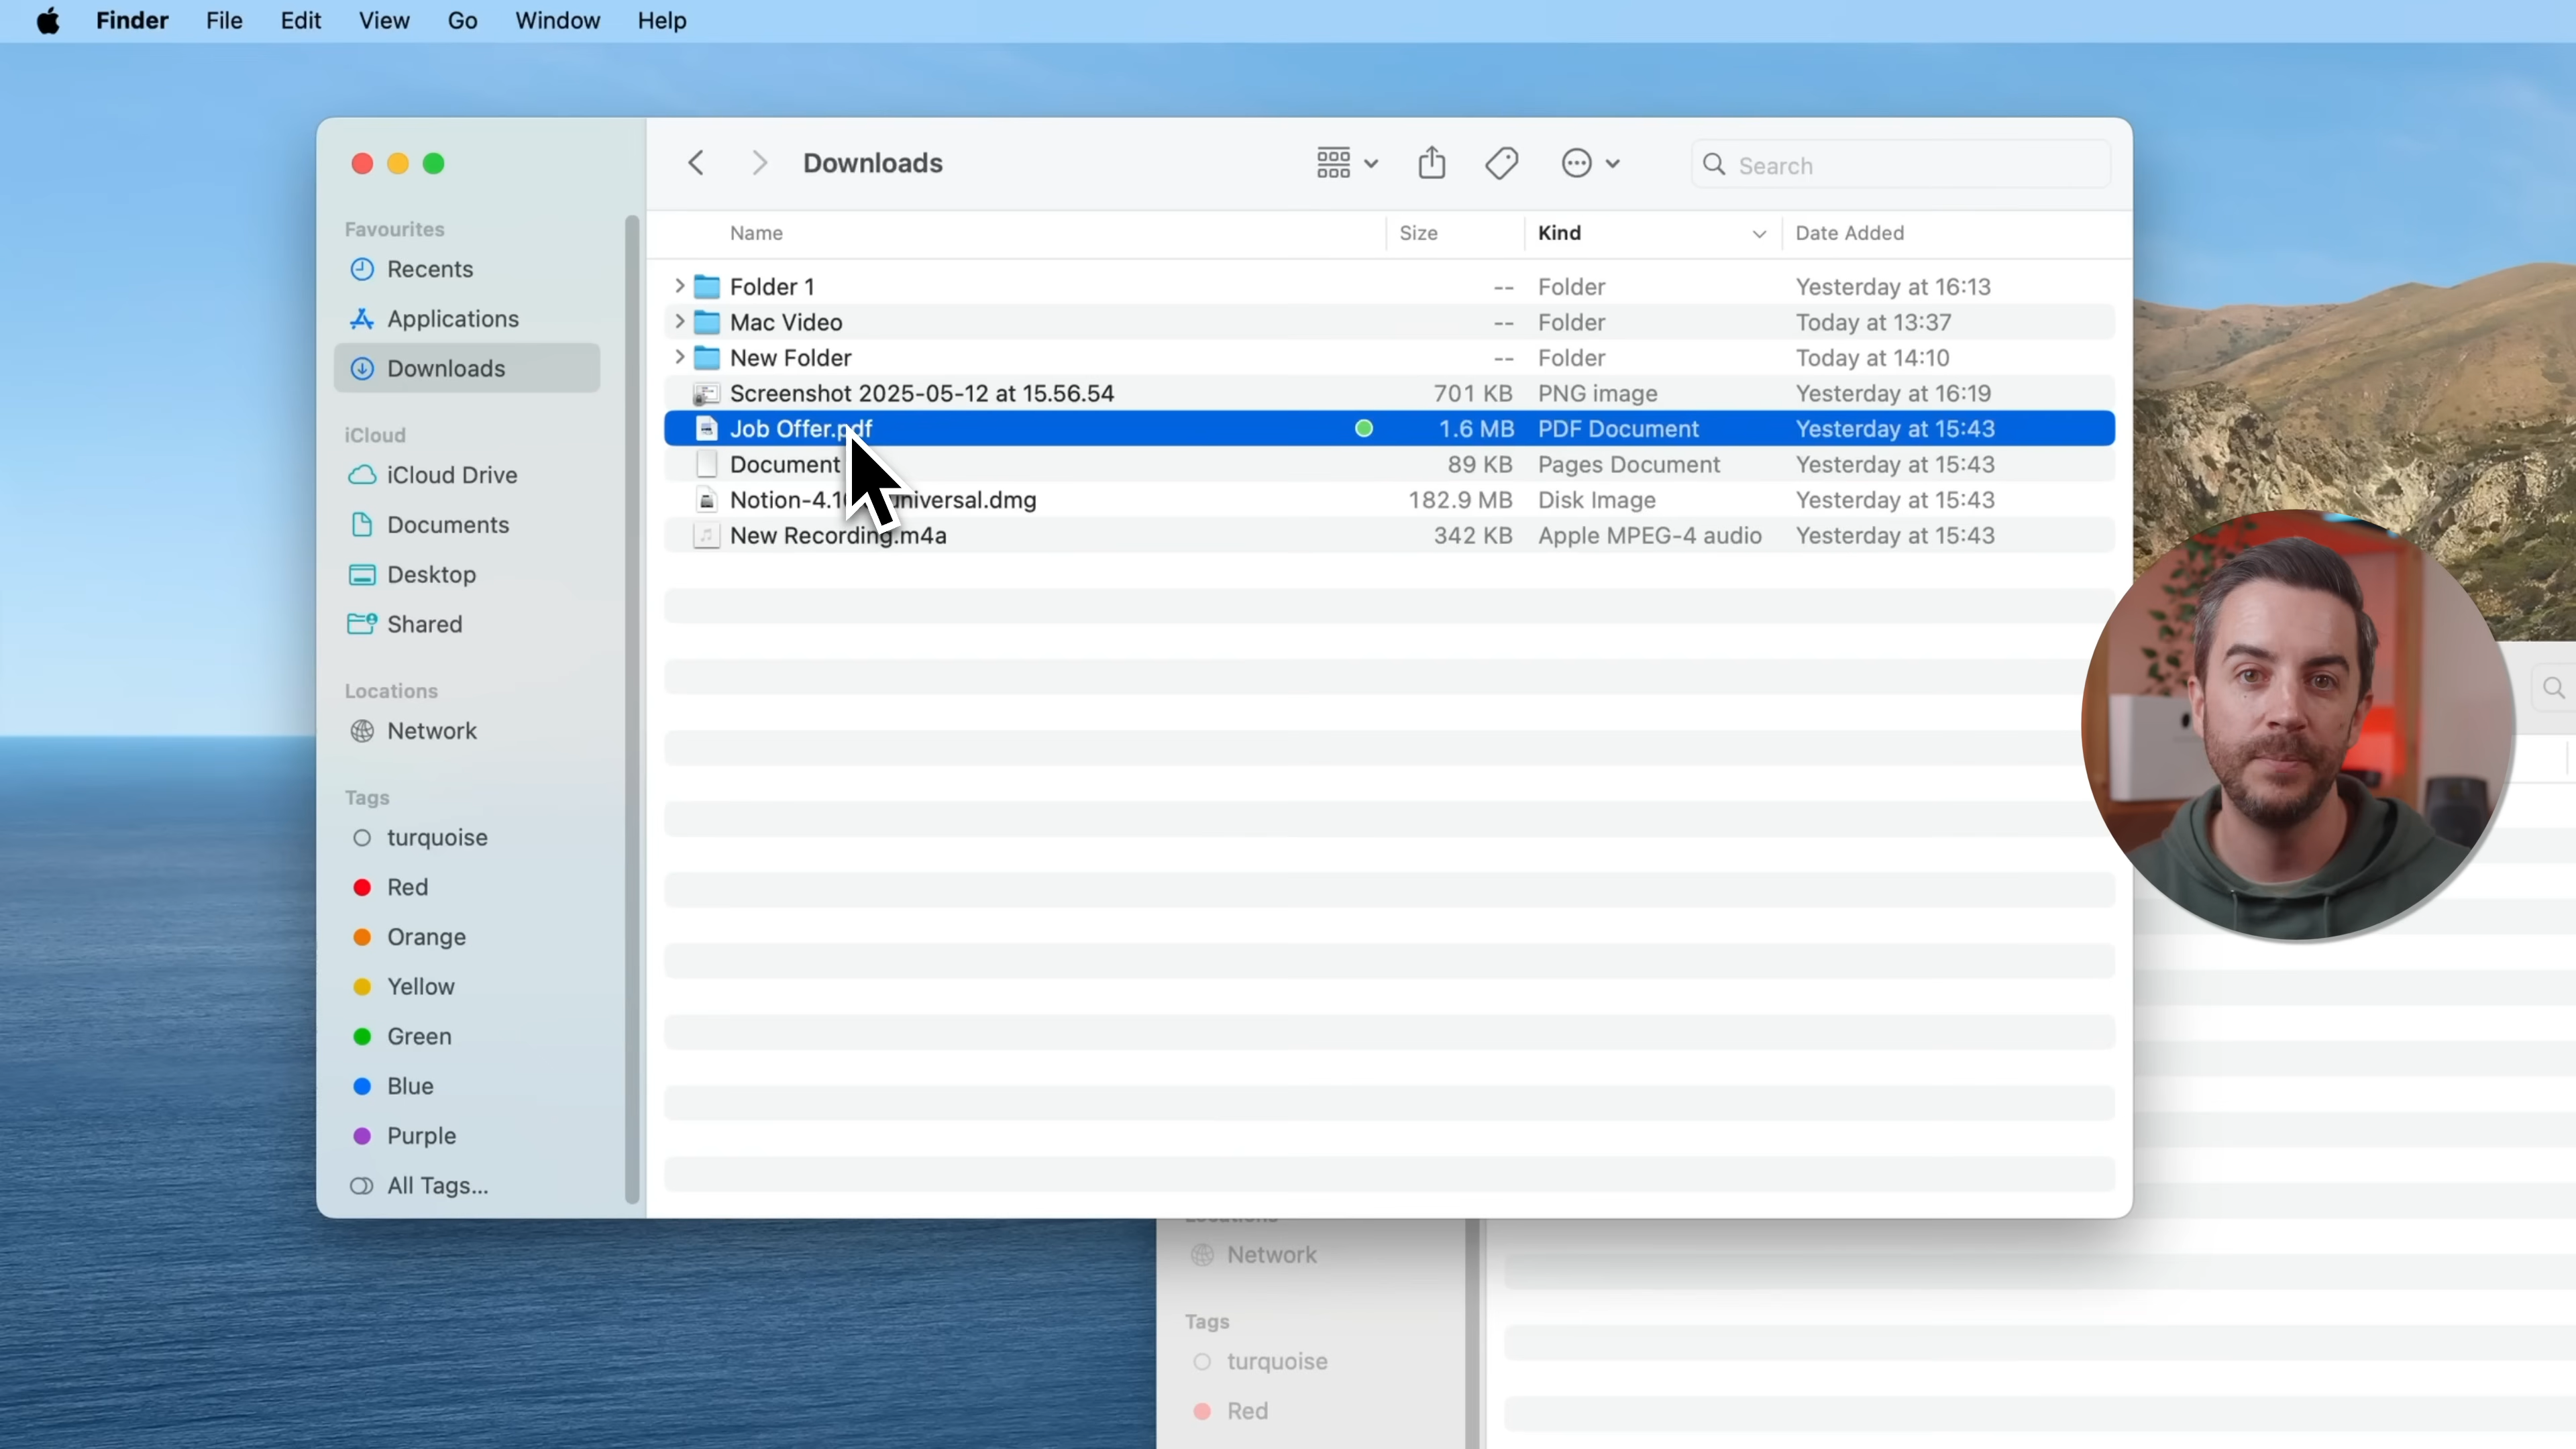 Finder File Edit View Go Window Help
Downloads
Search
Favourites
Recents
Applications
Downloads
iCloud
iCloud Drive
Documents
Desktop
Shared
Locations
Network
Tags
turquoise
Red
Orange
Yellow
Green
Blue
Purple
All Tags...
Name Size Kind Date Added
Folder 1 -- Folder Yesterday at 16:13
Mac Video -- Folder Today at 13:37
New Folder -- Folder Today at 14:10
Screenshot 2025-05-12 at 15.56.54 701 KB PNG image Yesterday at 16:19
Job Offer.pdf 1.6 MB PDF Document Yesterday at 15:43
Document 89 KB Pages Document Yesterday at 15:43
182.9 MB Disk Image Yesterday at 15:43
New Recording.m4a 342 KB Apple MPEG-4 audio Yesterday at 15:43
Locations
Network
Tags
turquoise
Red